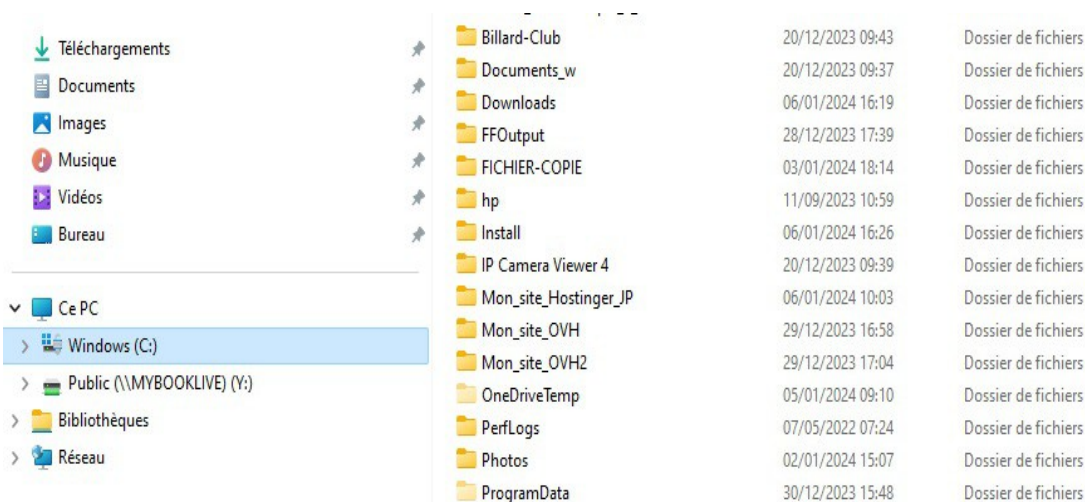 Téléchargements
Documents
Images
Musique
Vidéos
Bureau
Ce PC
Windows (C:)
Public (\\MYBOOKLIVE) (Y:)
Bibliothèques
Réseau
Billard-Club 20/12/2023 09:43 Dossier de fichiers
Documents_w 20/12/2023 09:37 Dossier de fichiers
Downloads 06/01/2024 16:19 Dossier de fichiers
FFOutput 28/12/2023 17:39 Dossier de fichiers
FICHIER-COPIE 03/01/2024 18:14 Dossier de fichiers
hp 11/09/2023 10:59 Dossier de fichiers
Install 06/01/2024 16:26 Dossier de fichiers
IP Camera Viewer 4 20/12/2023 09:39 Dossier de fichiers
Mon_site_Hostinger_JP 06/01/2024 10:03 Dossier de fichiers
Mon_site_OVH 29/12/2023 16:58 Dossier de fichiers
Mon_site_OVH2 29/12/2023 17:04 Dossier de fichiers
OneDriveTemp 05/01/2024 09:10 Dossier de fichiers
PerfLogs 07/05/2022 07:24 Dossier de fichiers
Photos 02/01/2024 15:07 Dossier de fichiers
ProgramData 30/12/2023 15:48 Dossier de fichiers